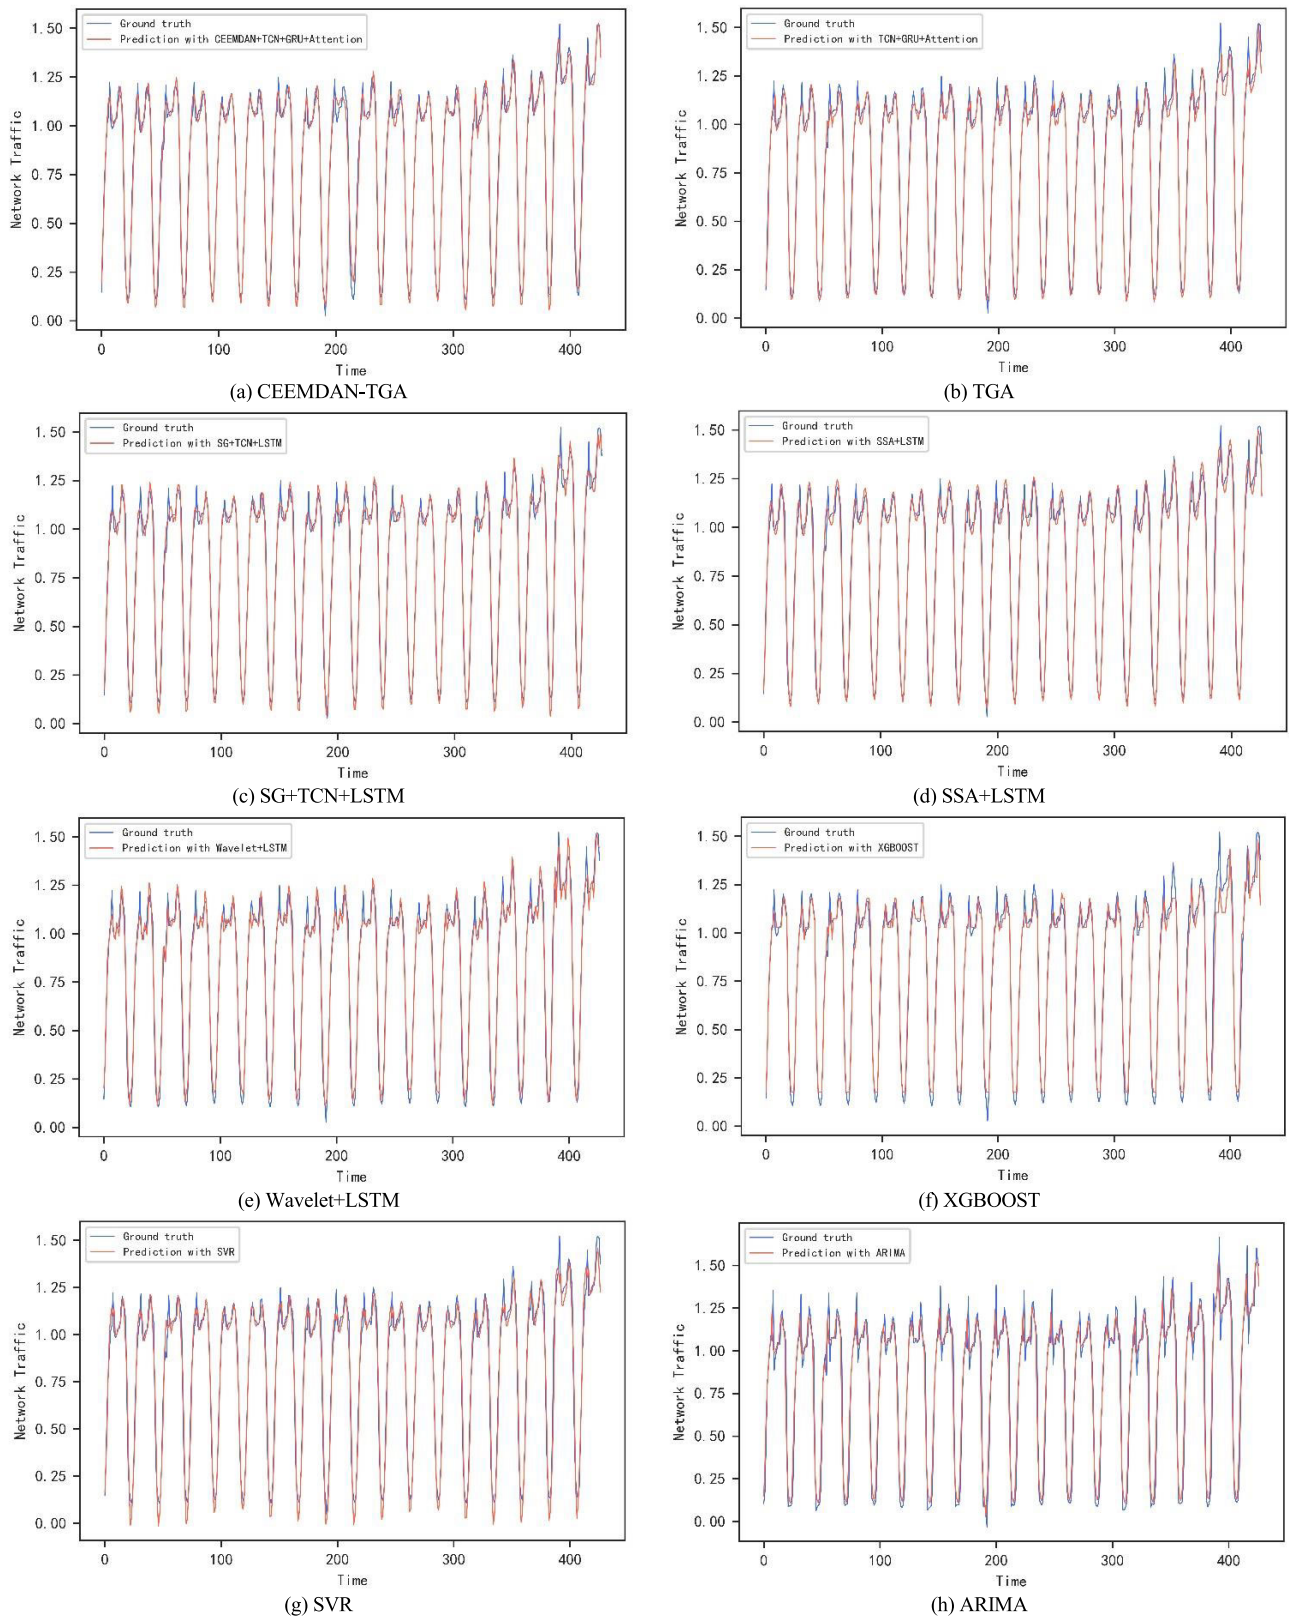 1.50
1.25
1.00
0.75
0.50
0.25
0.00
Network Traffic
Ground truth
Prediction with CEEMDAN+TCN+GRU+Attention
0 100 200 300 400
Time
(a) CEEMDAN-TGA
1.50
1.25
1.00
0.75
0.50
0.25
0.00
Network Traffic
Ground truth
Prediction with TCN+GRU+Attention
0 100 200 300 400
Time
(b) TGA
1.50
1.25
1.00
0.75
0.50
0.25
0.00
Network Traffic
Ground truth
Prediction with SG+TCN+LSTM
0 100 200 300 400
Time
(c) SG+TCN+LSTM
1.50
1.25
1.00
0.75
0.50
0.25
0.00
Network Traffic
Ground truth
Prediction with SSA+LSTM
0 100 200 300 400
Time
(d) SSA+LSTM
1.50
1.25
1.00
0.75
0.50
0.25
0.00
Network Traffic
Ground truth
Prediction with Wavelet+LSTM
0 100 200 300 400
Time
(e) Wavelet+LSTM
1.50
1.25
1.00
0.75
0.50
0.25
0.00
Network Traffic
Ground truth
Prediction with XGBOOST
0 100 200 300 400
Time
(f) XGBOOST
1.50
1.25
1.00
0.75
0.50
0.25
0.00
Network Traffic
Ground truth
Prediction with SVR
0 100 200 300 400
Time
(g) SVR
1.50
1.25
1.00
0.75
0.50
0.25
0.00
Network Traffic
Ground truth
Prediction with ARIMA
0 100 200 300 400
Time
(h) ARIMA